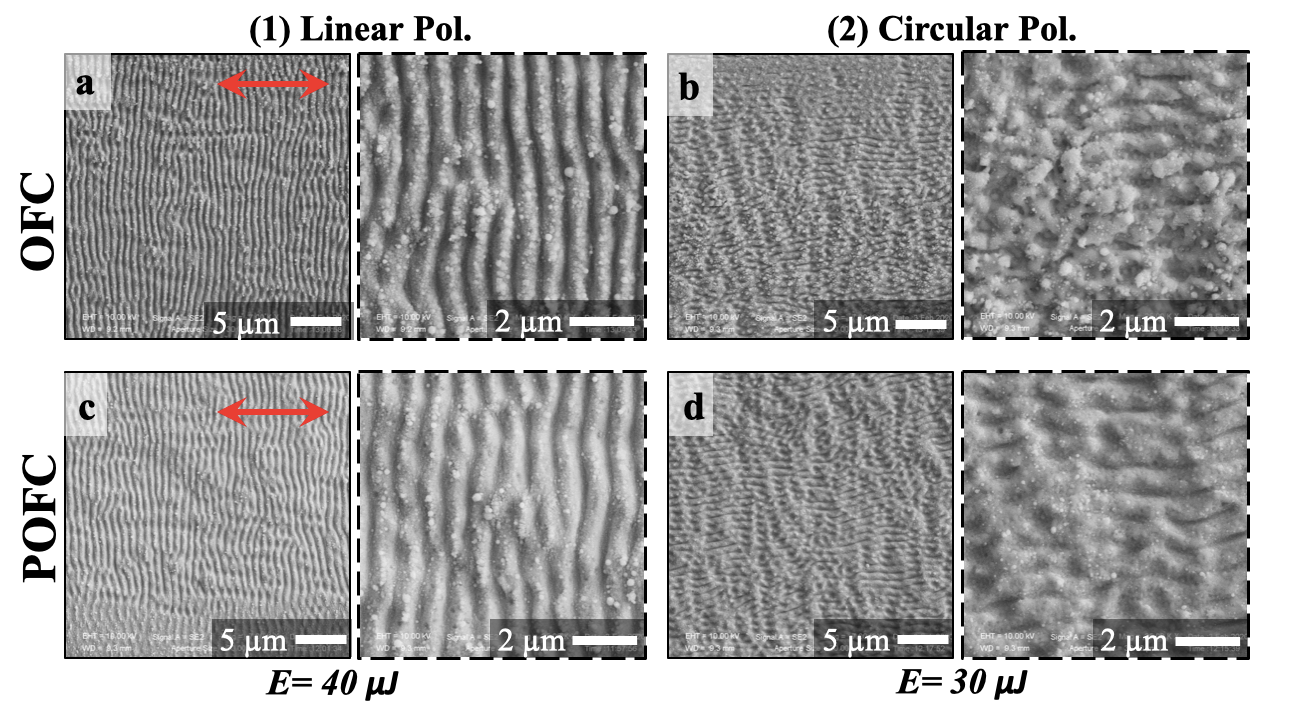 (1) Linear Pol.
(2) Circular Pol.
OFC
a
5 µm
2 µm
b
5 µm
2 µm
POFC
c
5 µm
2 µm
d
5 µm
2 µm
E= 40 µJ
E= 30 µJ